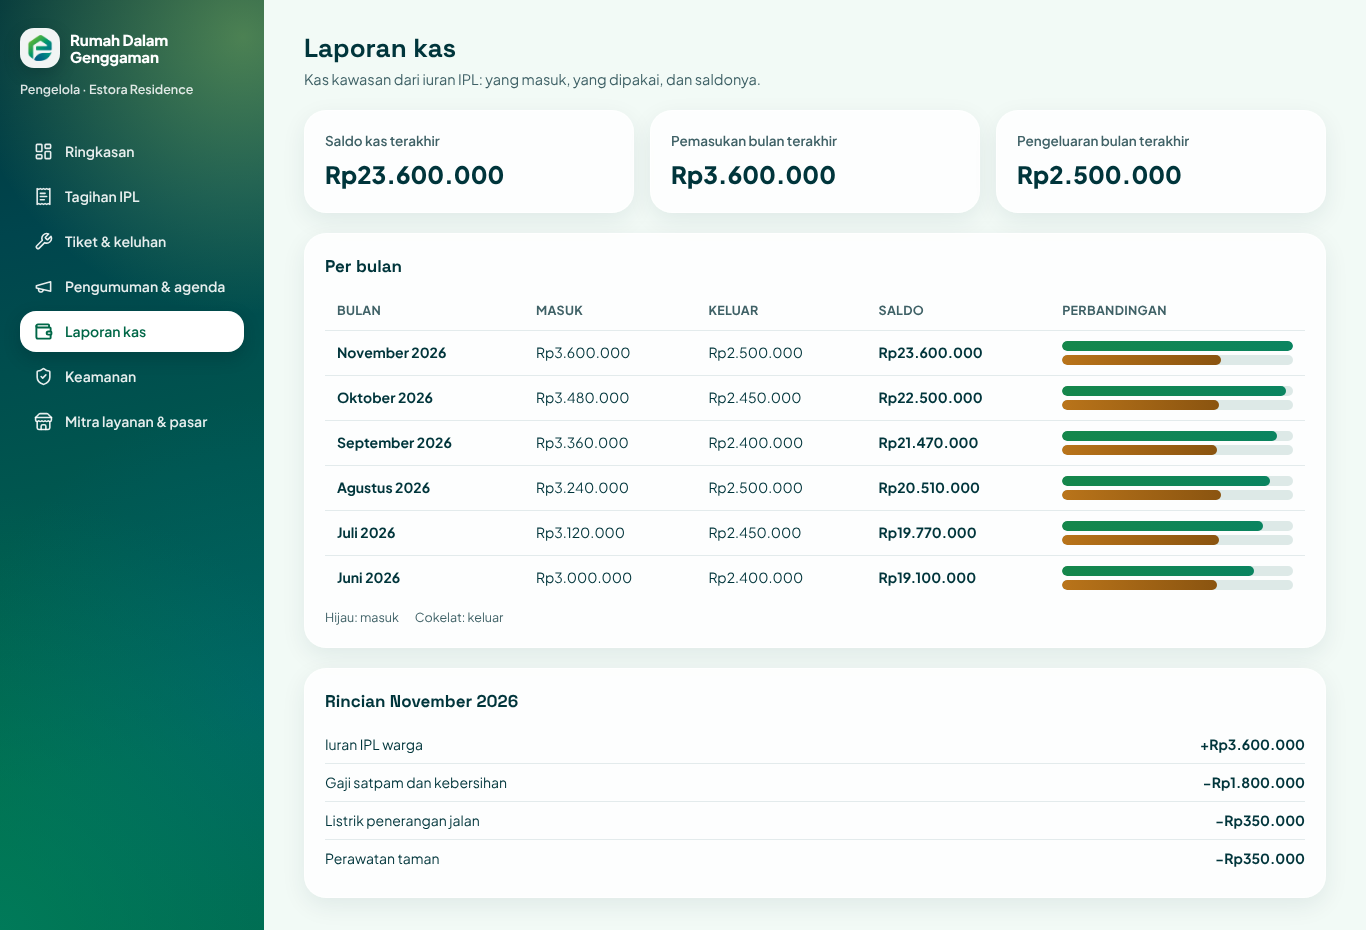 Rumah Dalam
Genggaman
Pengelola · Estora Residence
Ringkasan
Tagihan IPL
Tiket & keluhan
Pengumuman & agenda
Laporan kas
Keamanan
Mitra layanan & pasar
Laporan kas
Kas kawasan dari iuran IPL: yang masuk, yang dipakai, dan saldonya.
Saldo kas terakhir
Rp23.600.000
Pemasukan bulan terakhir
Rp3.600.000
Pengeluaran bulan terakhir
Rp2.500.000
Per bulan
BULAN MASUK KELUAR SALDO PERBANDINGAN
November 2026 Rp3.600.000 Rp2.500.000 Rp23.600.000
Oktober 2026 Rp3.480.000 Rp2.450.000 Rp22.500.000
September 2026 Rp3.360.000 Rp2.400.000 Rp21.470.000
Agustus 2026 Rp3.240.000 Rp2.500.000 Rp20.510.000
Juli 2026 Rp3.120.000 Rp2.450.000 Rp19.770.000
Juni 2026 Rp3.000.000 Rp2.400.000 Rp19.100.000
Hijau: masuk Cokelat: keluar
Rincian November 2026
Iuran IPL warga +Rp3.600.000
Gaji satpam dan kebersihan −Rp1.800.000
Listrik penerangan jalan −Rp350.000
Perawatan taman −Rp350.000